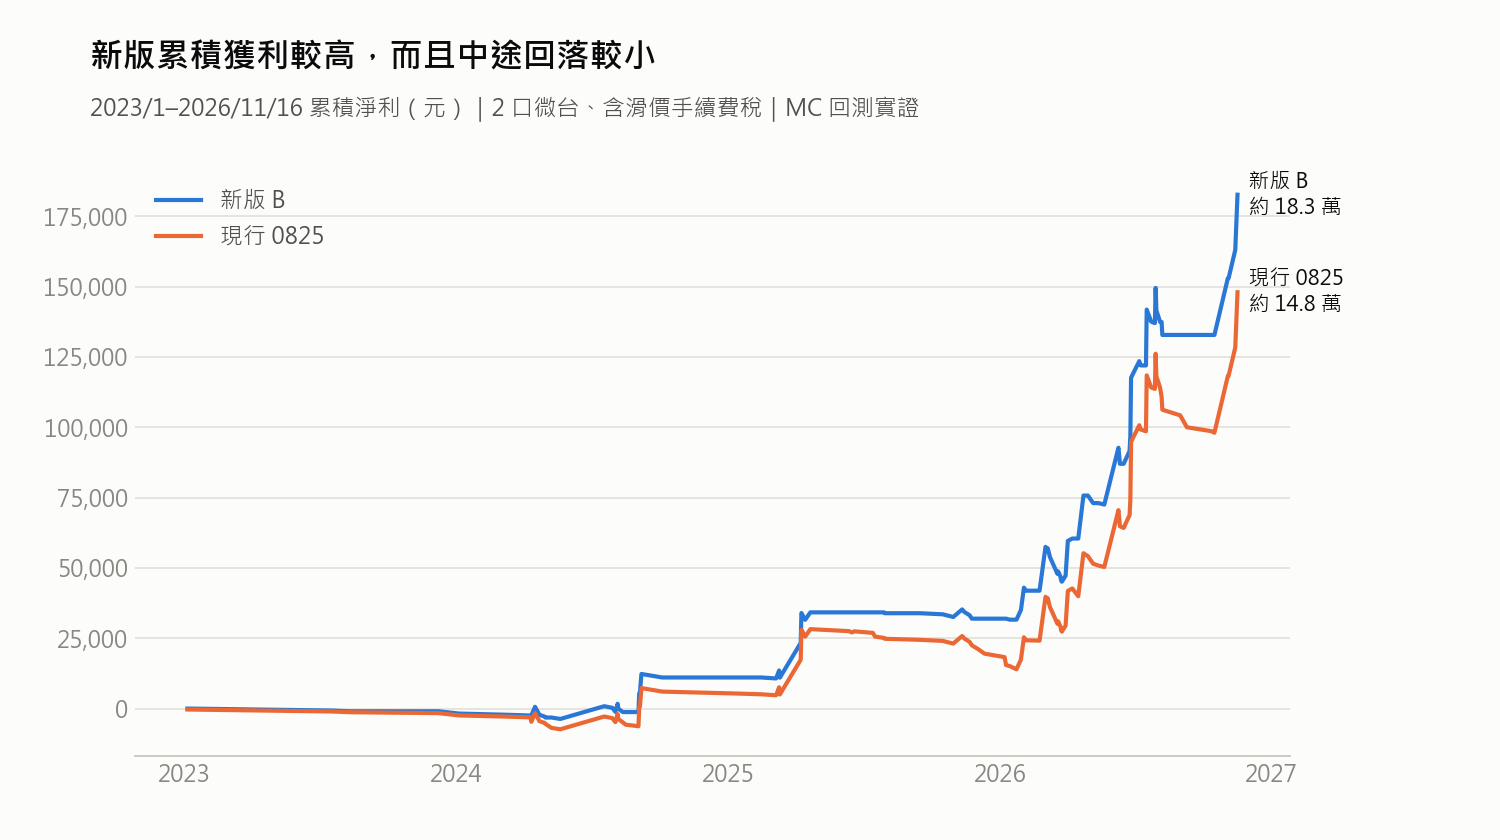 新版累積獲利較高，而且中途回落較小
2023/1–2026/11/16 累積淨利（元）｜2 口微台、含滑價手續費稅｜MC 回測實證
新版 B
現行 0825
175,000
150,000
125,000
100,000
75,000
50,000
25,000
0
新版 B
約 18.3 萬
現行 0825
約 14.8 萬
2023
2024
2025
2026
2027